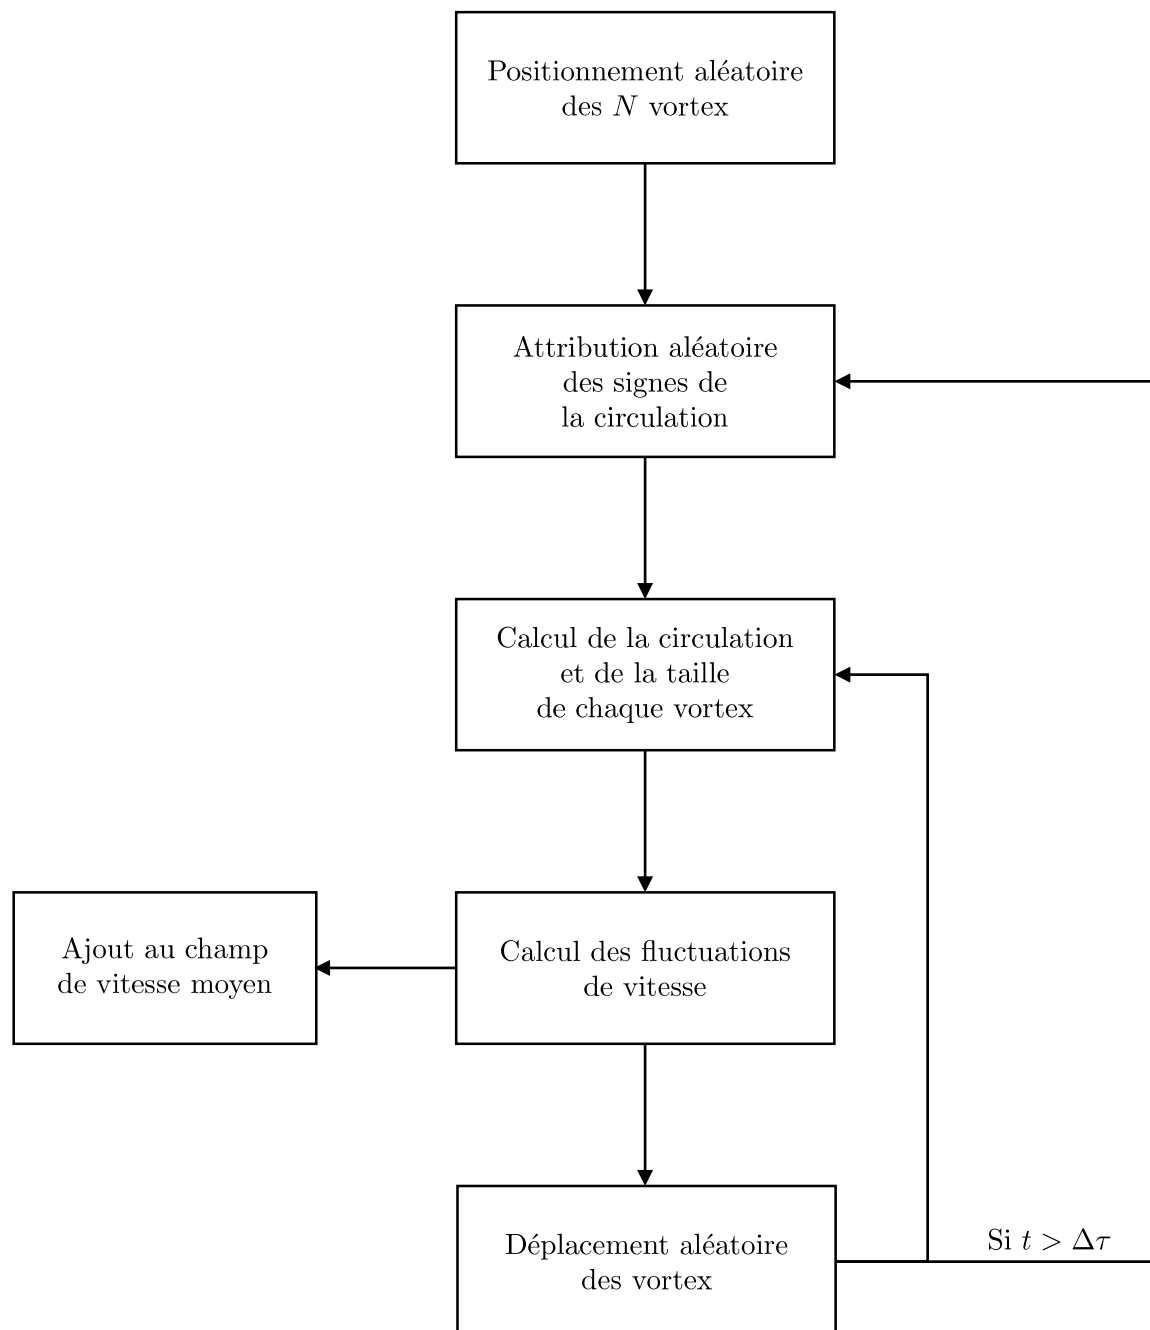 Positionnement aléatoire
des N vortex
Attribution aléatoire
des signes de
la circulation
Calcul de la circulation
et de la taille
de chaque vortex
Ajout au champ
de vitesse moyen
Calcul des fluctuations
de vitesse
Si t > Δτ
Déplacement aléatoire
des vortex